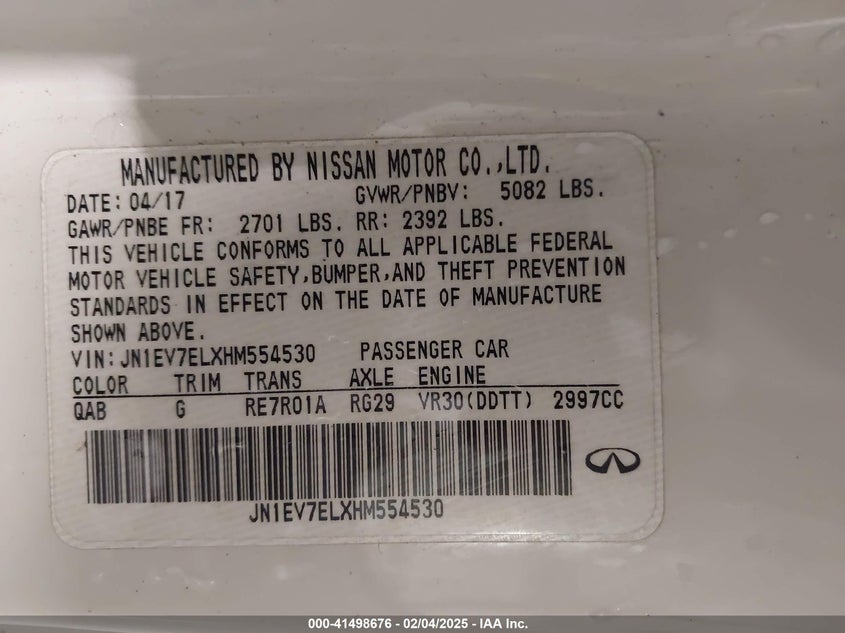 MANUFACTURED BY NISSAN MOTOR CO.,LTD.
DATE: 04/17 GVWR/PNBV: 5082 LBS.
GAWR/PNBE FR: 2701 LBS. RR: 2392 LBS.
THIS VEHICLE CONFORMS TO ALL APPLICABLE FEDERAL
MOTOR VEHICLE SAFETY,BUMPER,AND THEFT PREVENTION
STANDARDS IN EFFECT ON THE DATE OF MANUFACTURE
SHOWN ABOVE.
VIN: JN1EV7ELXHM554530 PASSENGER CAR
COLOR TRIM TRANS AXLE ENGINE
QAB G RE7R01A RG29 VR30(DDTT) 2997CC
JN1EV7ELXHM554530
000-41498676 - 02/04/2025 - IAA Inc.